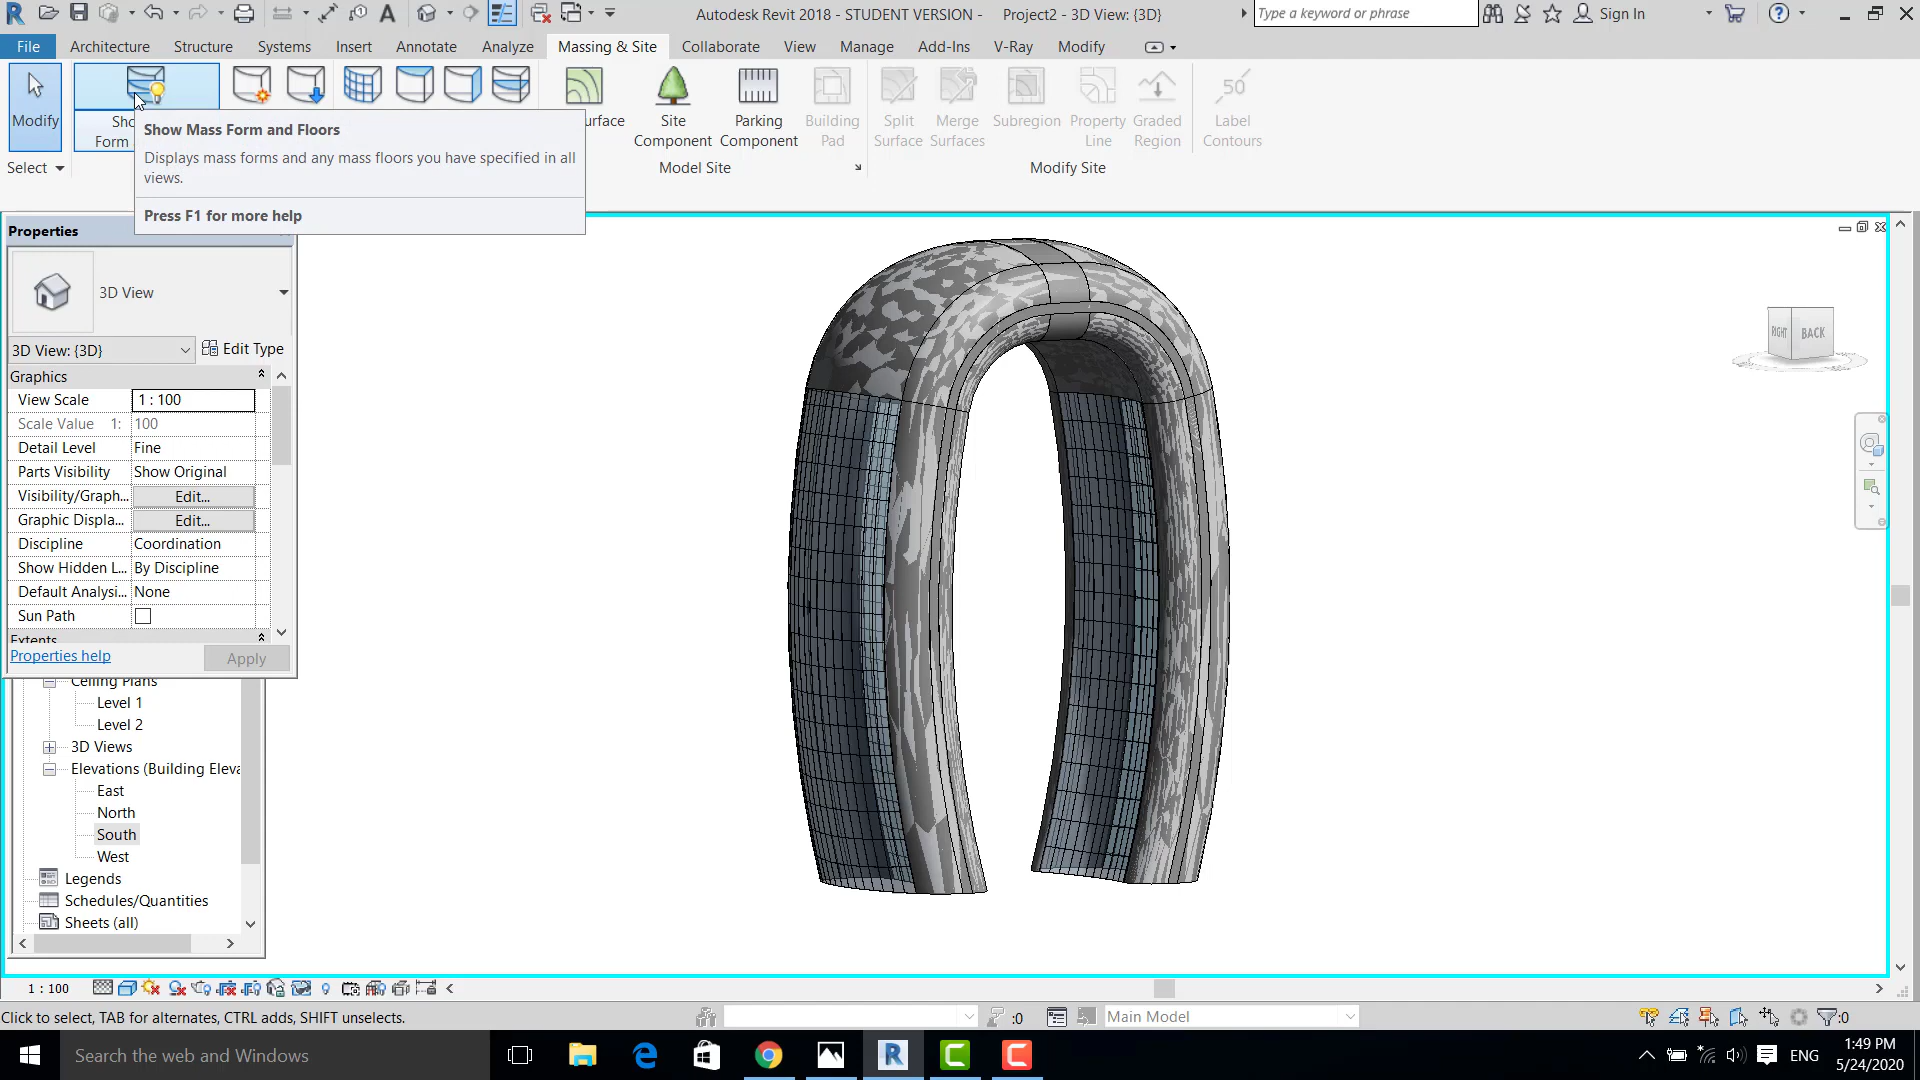 Autodesk Revit 2018 - STUDENT VERSION - Project2 - 3D View: {3D}
Type a keyword or phrase
Sign In
File Architecture Structure Systems Insert Annotate Analyze Massing & Site Collaborate View Manage Add-Ins V-Ray Modify
Modify
Sho
Form
urface
Site
Component
Parking
Component
Building
Pad
Split
Surface
Merge
Surfaces
Subregion
Property
Line
Graded
Region
50
Label
Contours
Select
Model Site
Modify Site
Show Mass Form and Floors
Displays mass forms and any mass floors you have specified in all
views.
Press F1 for more help
Properties
3D View
3D View: {3D}
Edit Type
Graphics
View Scale 1 : 100
Scale Value 1: 100
Detail Level Fine
Parts Visibility Show Original
Visibility/Graph... Edit...
Graphic Displa... Edit...
Discipline Coordination
Show Hidden L... By Discipline
Default Analysi... None
Sun Path
Extents
Properties help
Apply
Ceiling Plans
Level 1
Level 2
3D Views
Elevations (Building Eleva
East
North
South
West
Legends
Schedules/Quantities
Sheets (all)
RIGHT
BACK
1 : 100
Click to select, TAB for alternates, CTRL adds, SHIFT unselects.
:0
Main Model
:0
Search the web and Windows
ENG
1:49 PM
5/24/2020